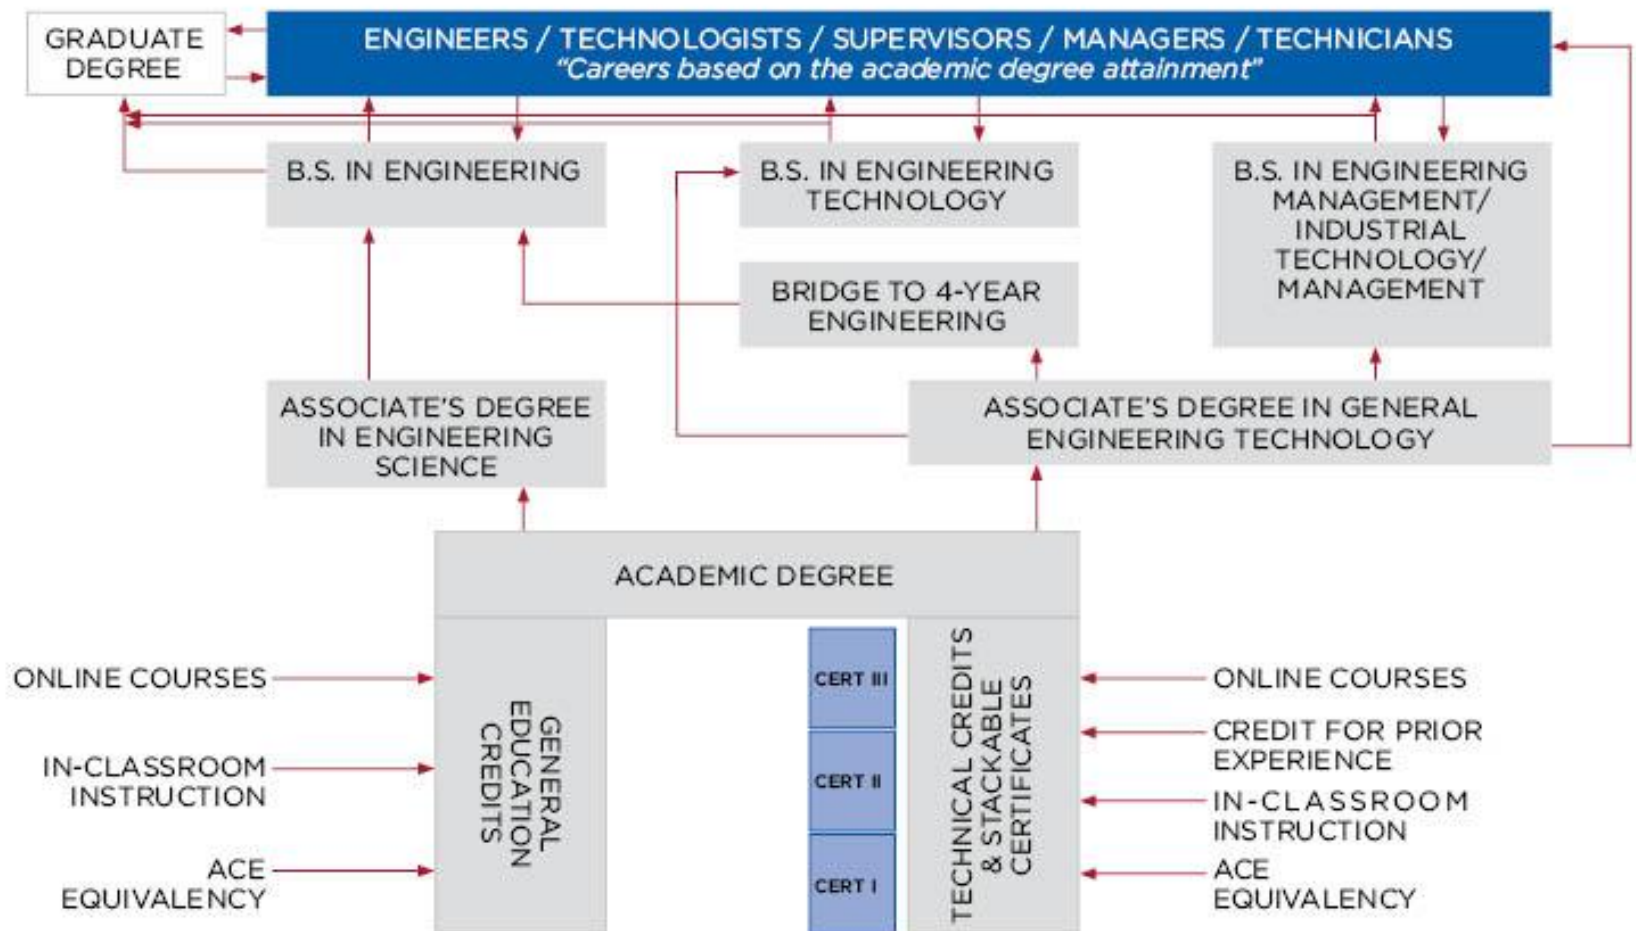 GRADUATE
DEGREE
ENGINEERS / TECHNOLOGISTS / SUPERVISORS / MANAGERS / TECHNICIANS
"Careers based on the academic degree attainment"
B.S. IN ENGINEERING
B.S. IN ENGINEERING
TECHNOLOGY
B.S. IN ENGINEERING
MANAGEMENT/
INDUSTRIAL
TECHNOLOGY/
MANAGEMENT
BRIDGE TO 4-YEAR
ENGINEERING
ASSOCIATE'S DEGREE
IN ENGINEERING
SCIENCE
ASSOCIATE'S DEGREE IN GENERAL
ENGINEERING TECHNOLOGY
ACADEMIC DEGREE
ONLINE COURSES
IN-CLASSROOM
INSTRUCTION
ACE
EQUIVALENCY
GENERAL
EDUCATION
CREDITS
CERT III
CERT II
CERT I
TECHNICAL CREDITS
& STACKABLE
CERTIFICATES
ONLINE COURSES
CREDIT FOR PRIOR
EXPERIENCE
IN-CLASSROOM
INSTRUCTION
ACE
EQUIVALENCY